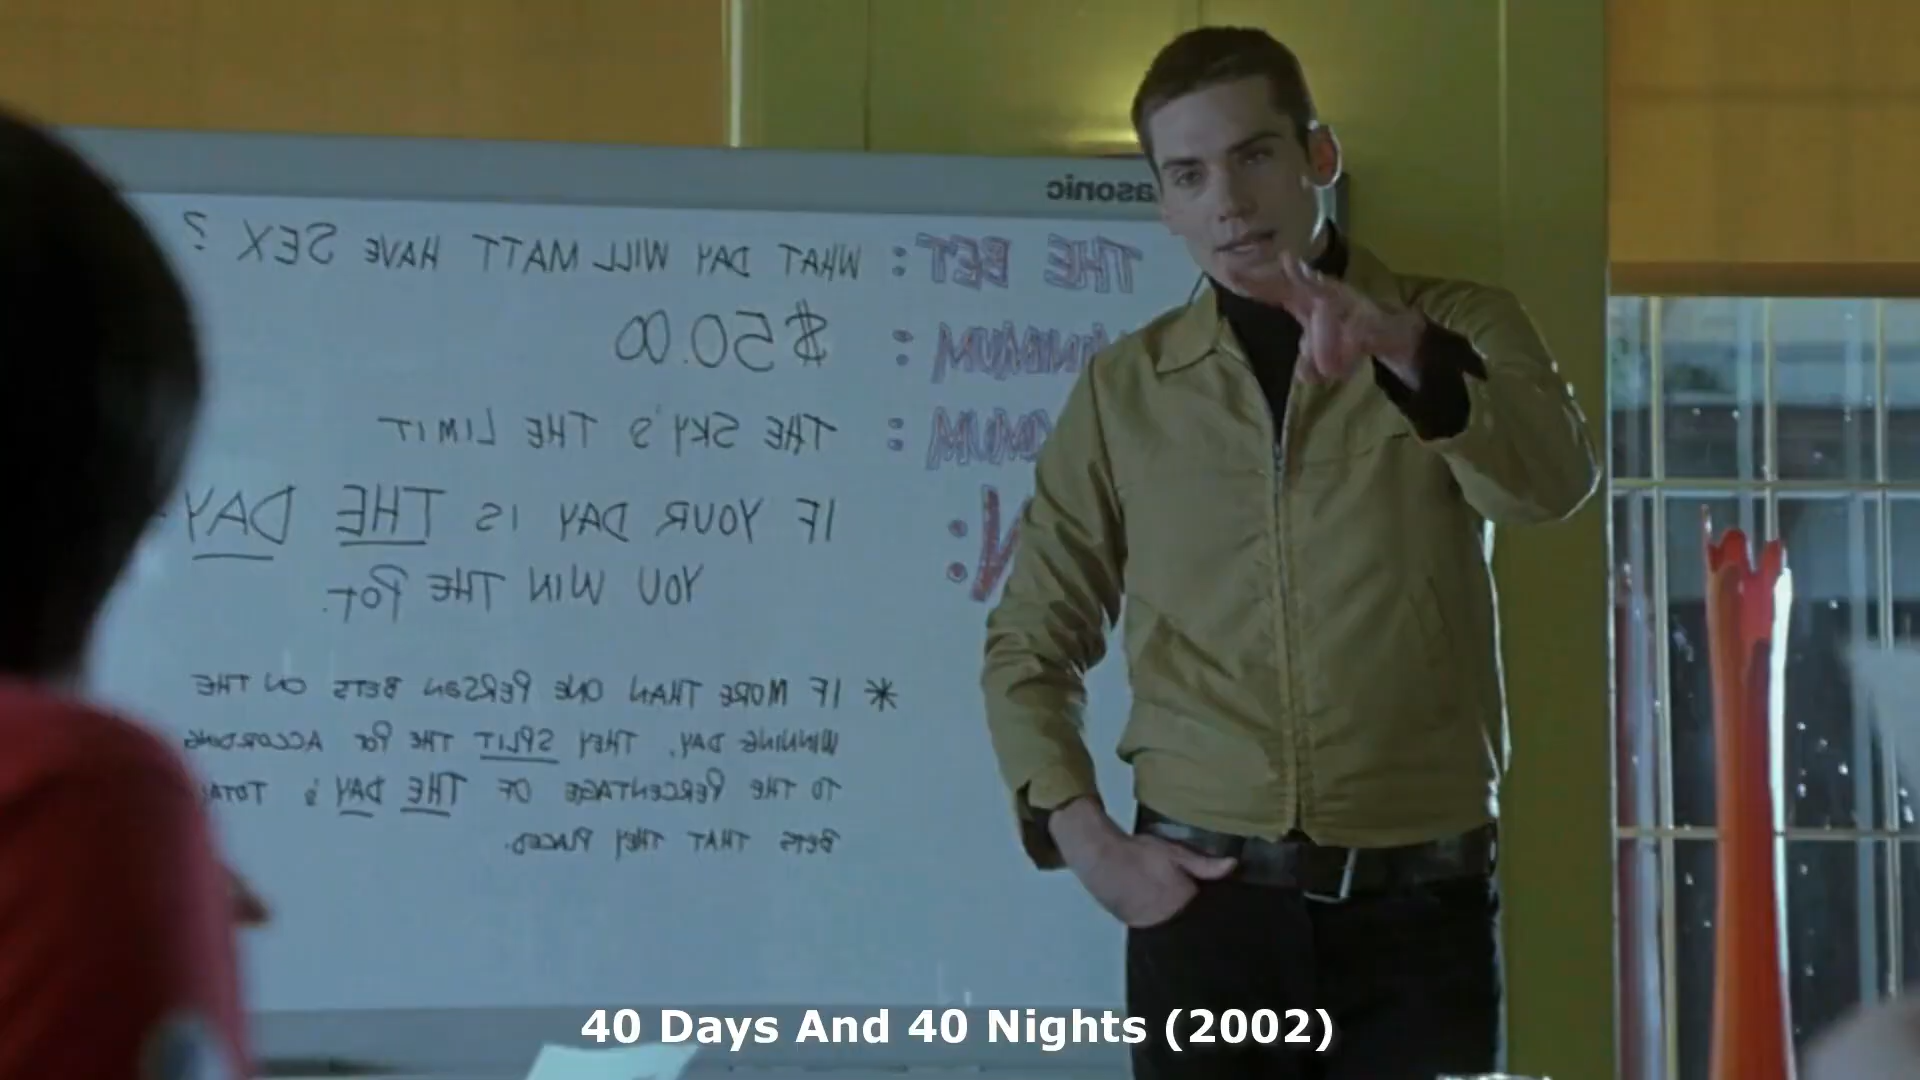 asonic
THE BET : WHAT DAY WILL MATT HAVE SEX ?
MINIMUM : $50.00
: THE SKY'S THE LIMIT
: IF YOUR DAY IS THE DAY
YOU WIN THE POT.
* IF MORE THAN ONE PERSON BETS ON THE
WINNING DAY, THEY SPLIT THE POT ACCORDING
TO THE PERCENTAGE OF THE DAY'S TOTAL
BETS THAT THEY PLACED.
40 Days And 40 Nights (2002)